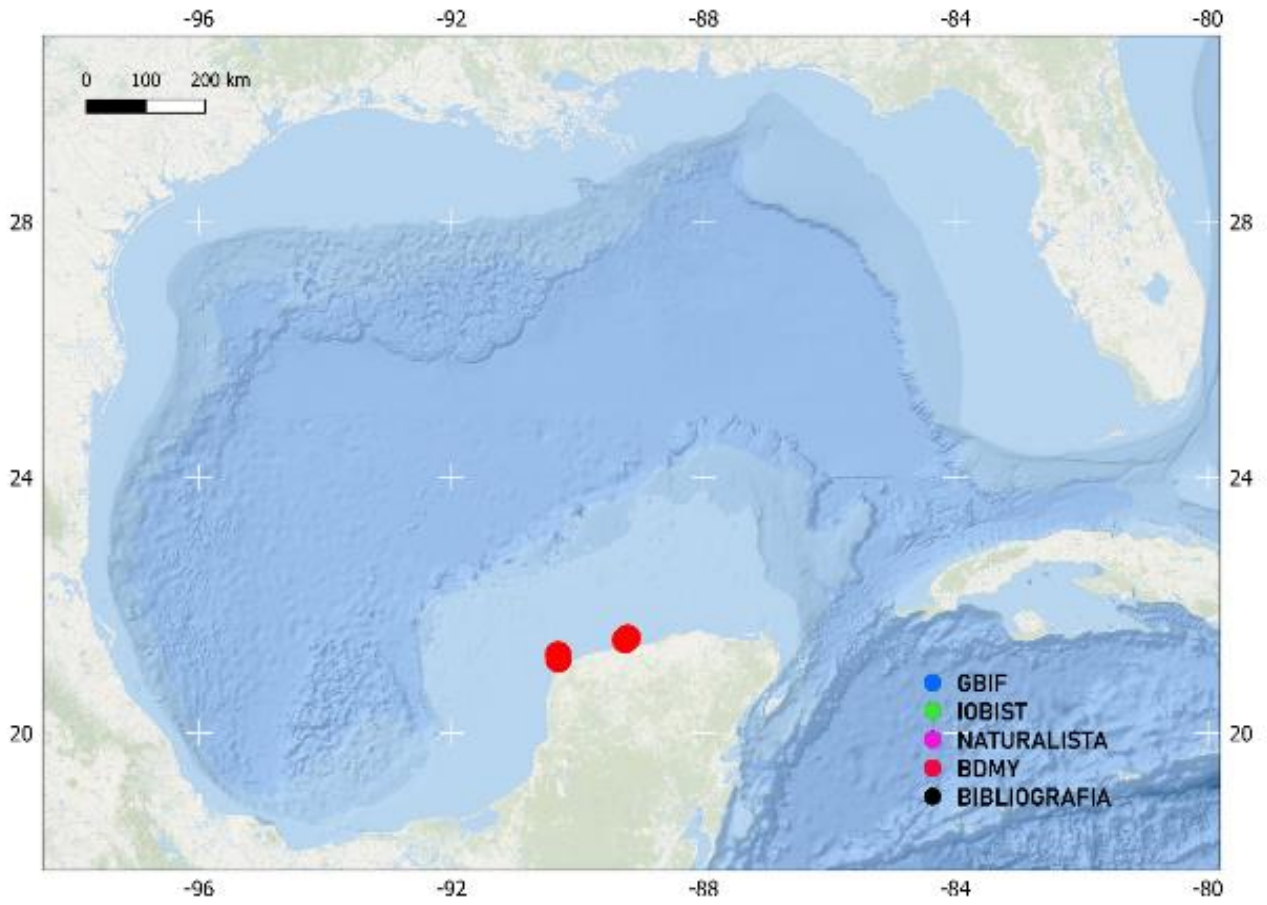 -96 -92 -88 -84 -80
0 100 200 km
28 28
24 24
20 20
GBIF
IOBIST
NATURALISTA
BDMY
BIBLIOGRAFIA
-96 -92 -88 -84 -80